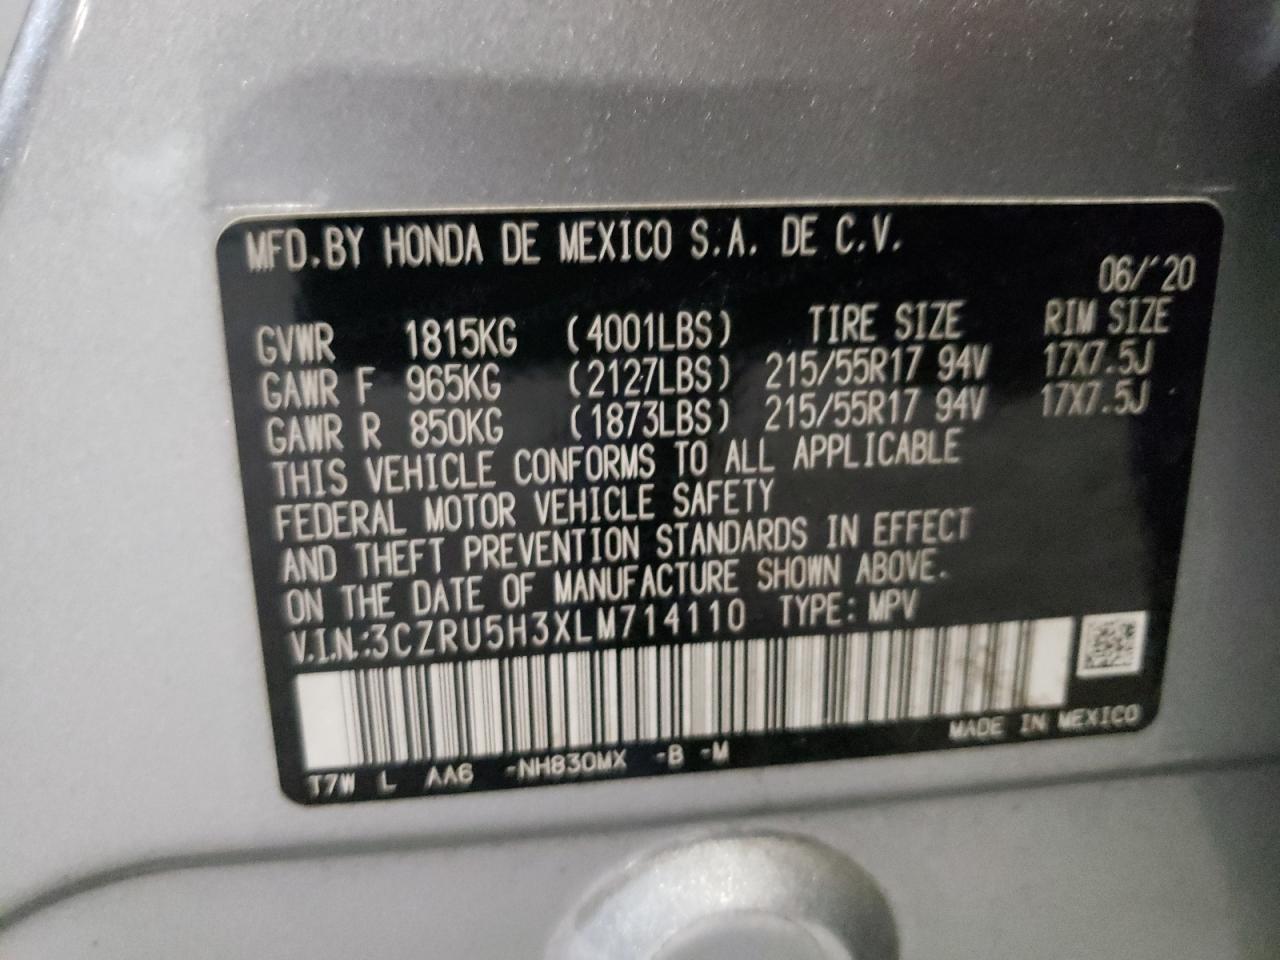 MFD.BY HONDA DE MEXICO S.A. DE C.V.
06/'20
GVWR 1815KG (4001LBS) TIRE SIZE RIM SIZE
GAWR F 965KG (2127LBS) 215/55R17 94V 17X7.5J
GAWR R 850KG (1873LBS) 215/55R17 94V 17X7.5J
THIS VEHICLE CONFORMS TO ALL APPLICABLE
FEDERAL MOTOR VEHICLE SAFETY
AND THEFT PREVENTION STANDARDS IN EFFECT
ON THE DATE OF MANUFACTURE SHOWN ABOVE.
V.I.N.:3CZRU5H3XLM714110 TYPE: MPV
MADE IN MEXICO
T7W L AA6 -NH830MX -B -M